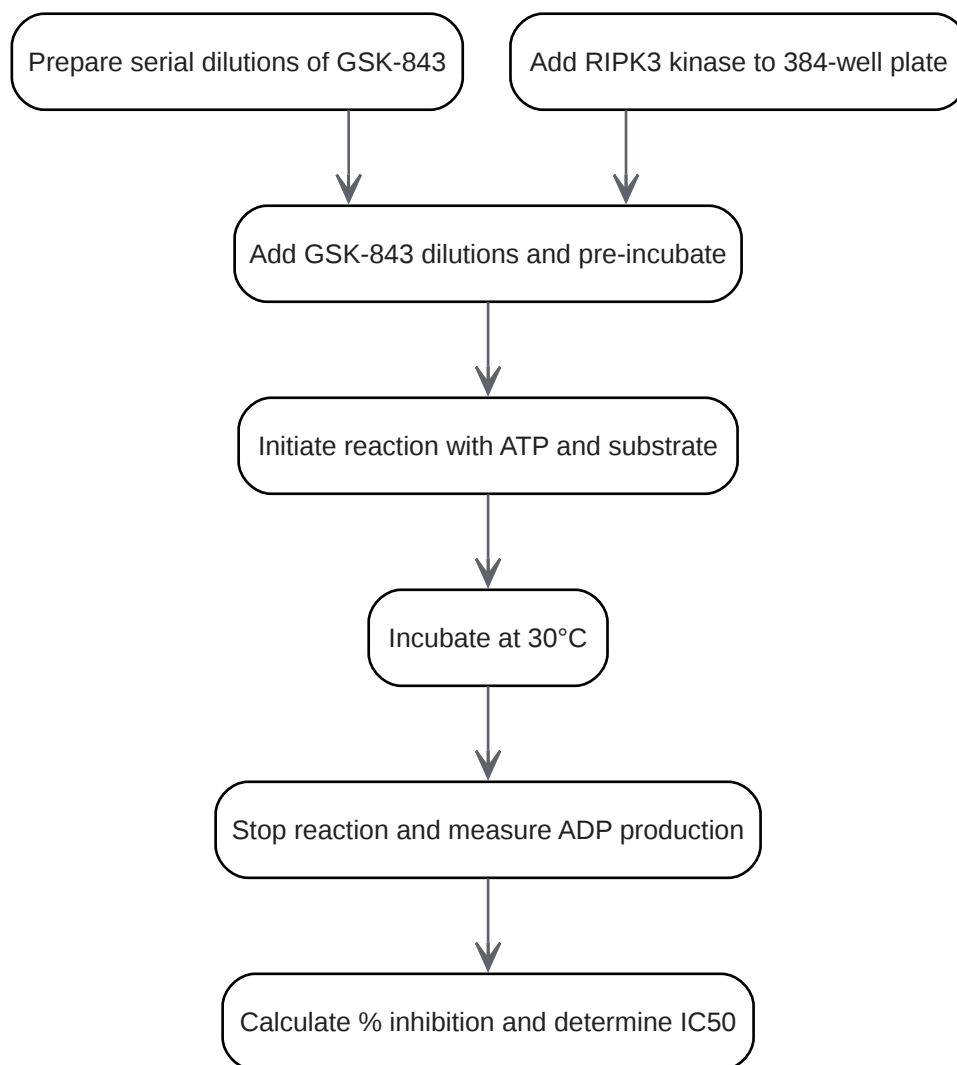 Prepare serial dilutions of GSK-843
Add RIPK3 kinase to 384-well plate
Add GSK-843 dilutions and pre-incubate
Initiate reaction with ATP and substrate
Incubate at 30°C
Stop reaction and measure ADP production
Calculate % inhibition and determine IC50